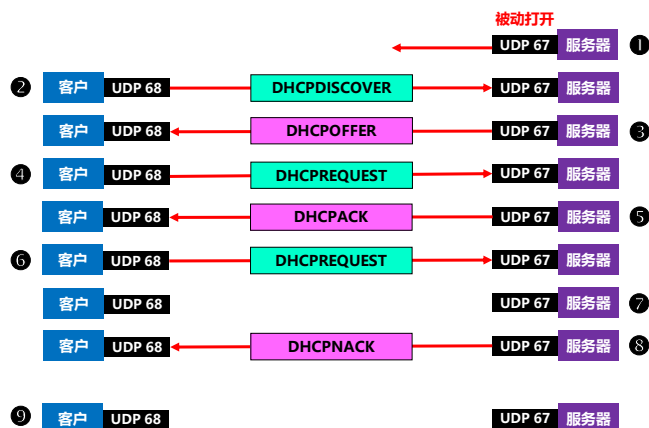 被动打开
UDP 67 服务器 ❶
❷ 客户 UDP 68 DHCPDISCOVER UDP 67 服务器
客户 UDP 68 DHCPOFFER UDP 67 服务器 ❸
❹ 客户 UDP 68 DHCPREQUEST UDP 67 服务器
客户 UDP 68 DHCPACK UDP 67 服务器 ❺
❻ 客户 UDP 68 DHCPREQUEST UDP 67 服务器
客户 UDP 68 UDP 67 服务器 ❼
客户 UDP 68 DHCPNACK UDP 67 服务器 ❽
❾ 客户 UDP 68 UDP 67 服务器